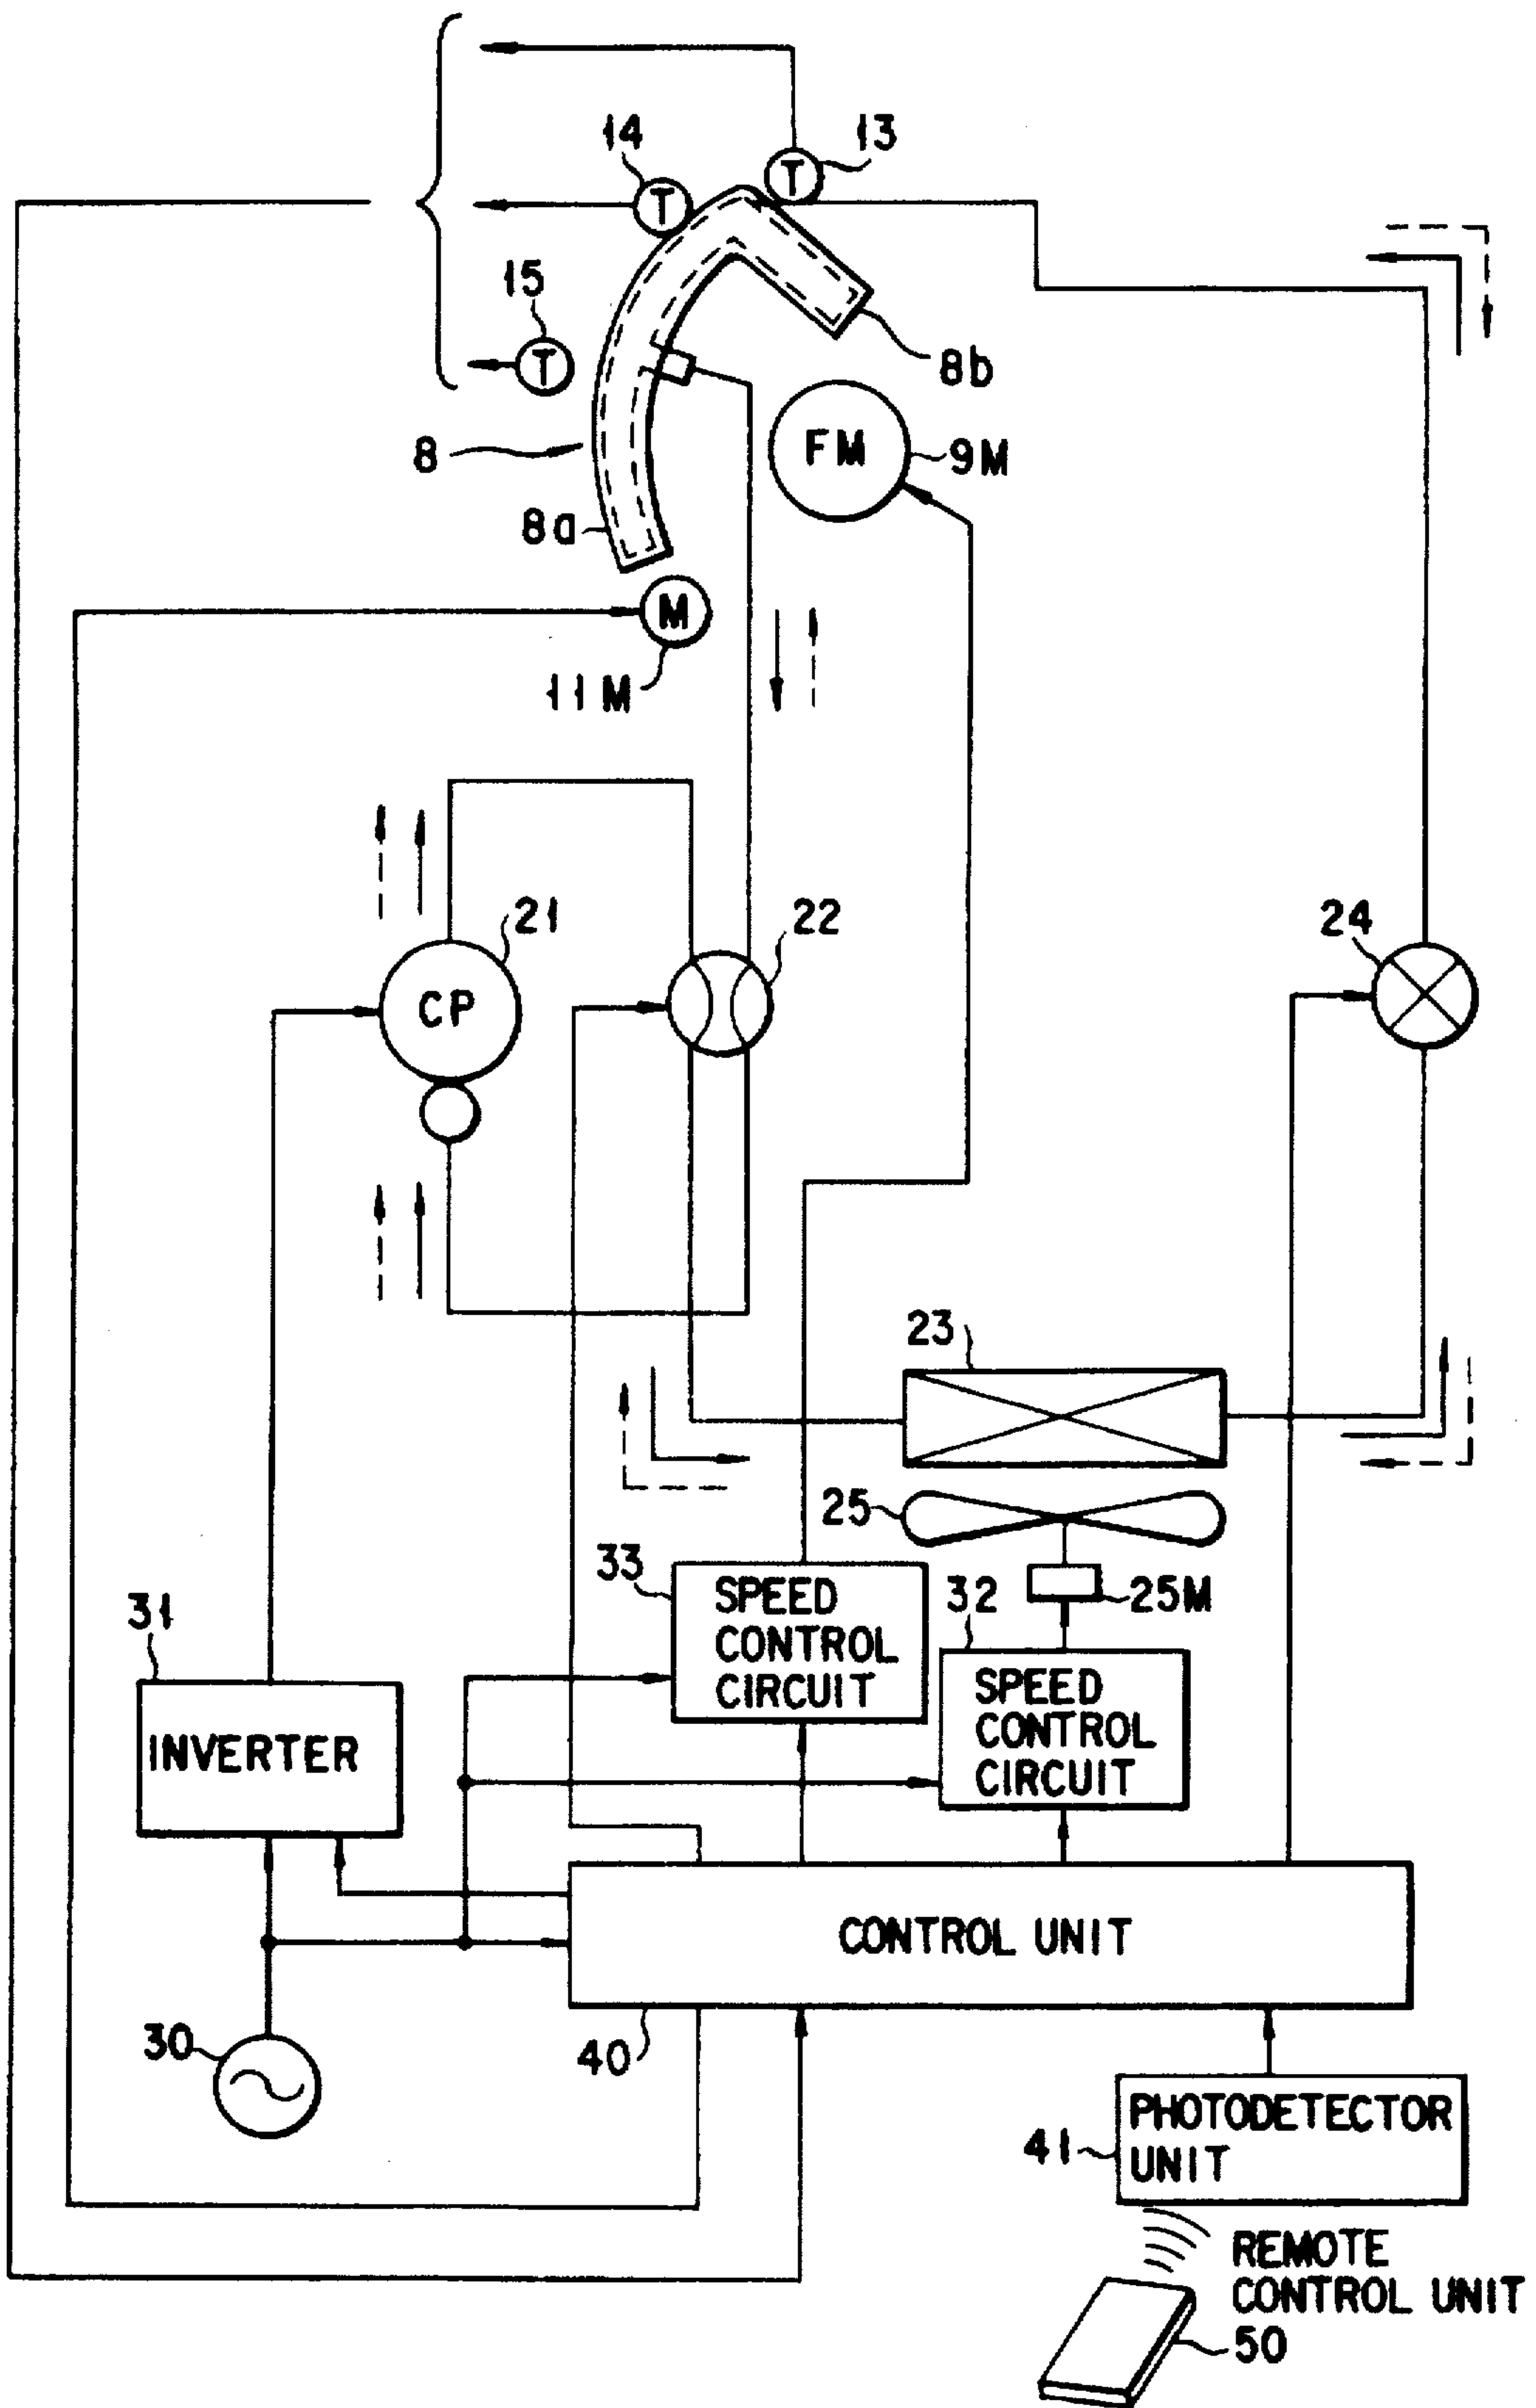 14
13
T
T
15
T
8b
8
FM
9M
8a
M
11M
21
22
24
CP
23
25
33
SPEED
CONTROL
CIRCUIT
32
25M
31
SPEED
CONTROL
CIRCUIT
INVERTER
CONTROL UNIT
30
40
PHOTODETECTOR
UNIT
41
REMOTE
CONTROL UNIT
50